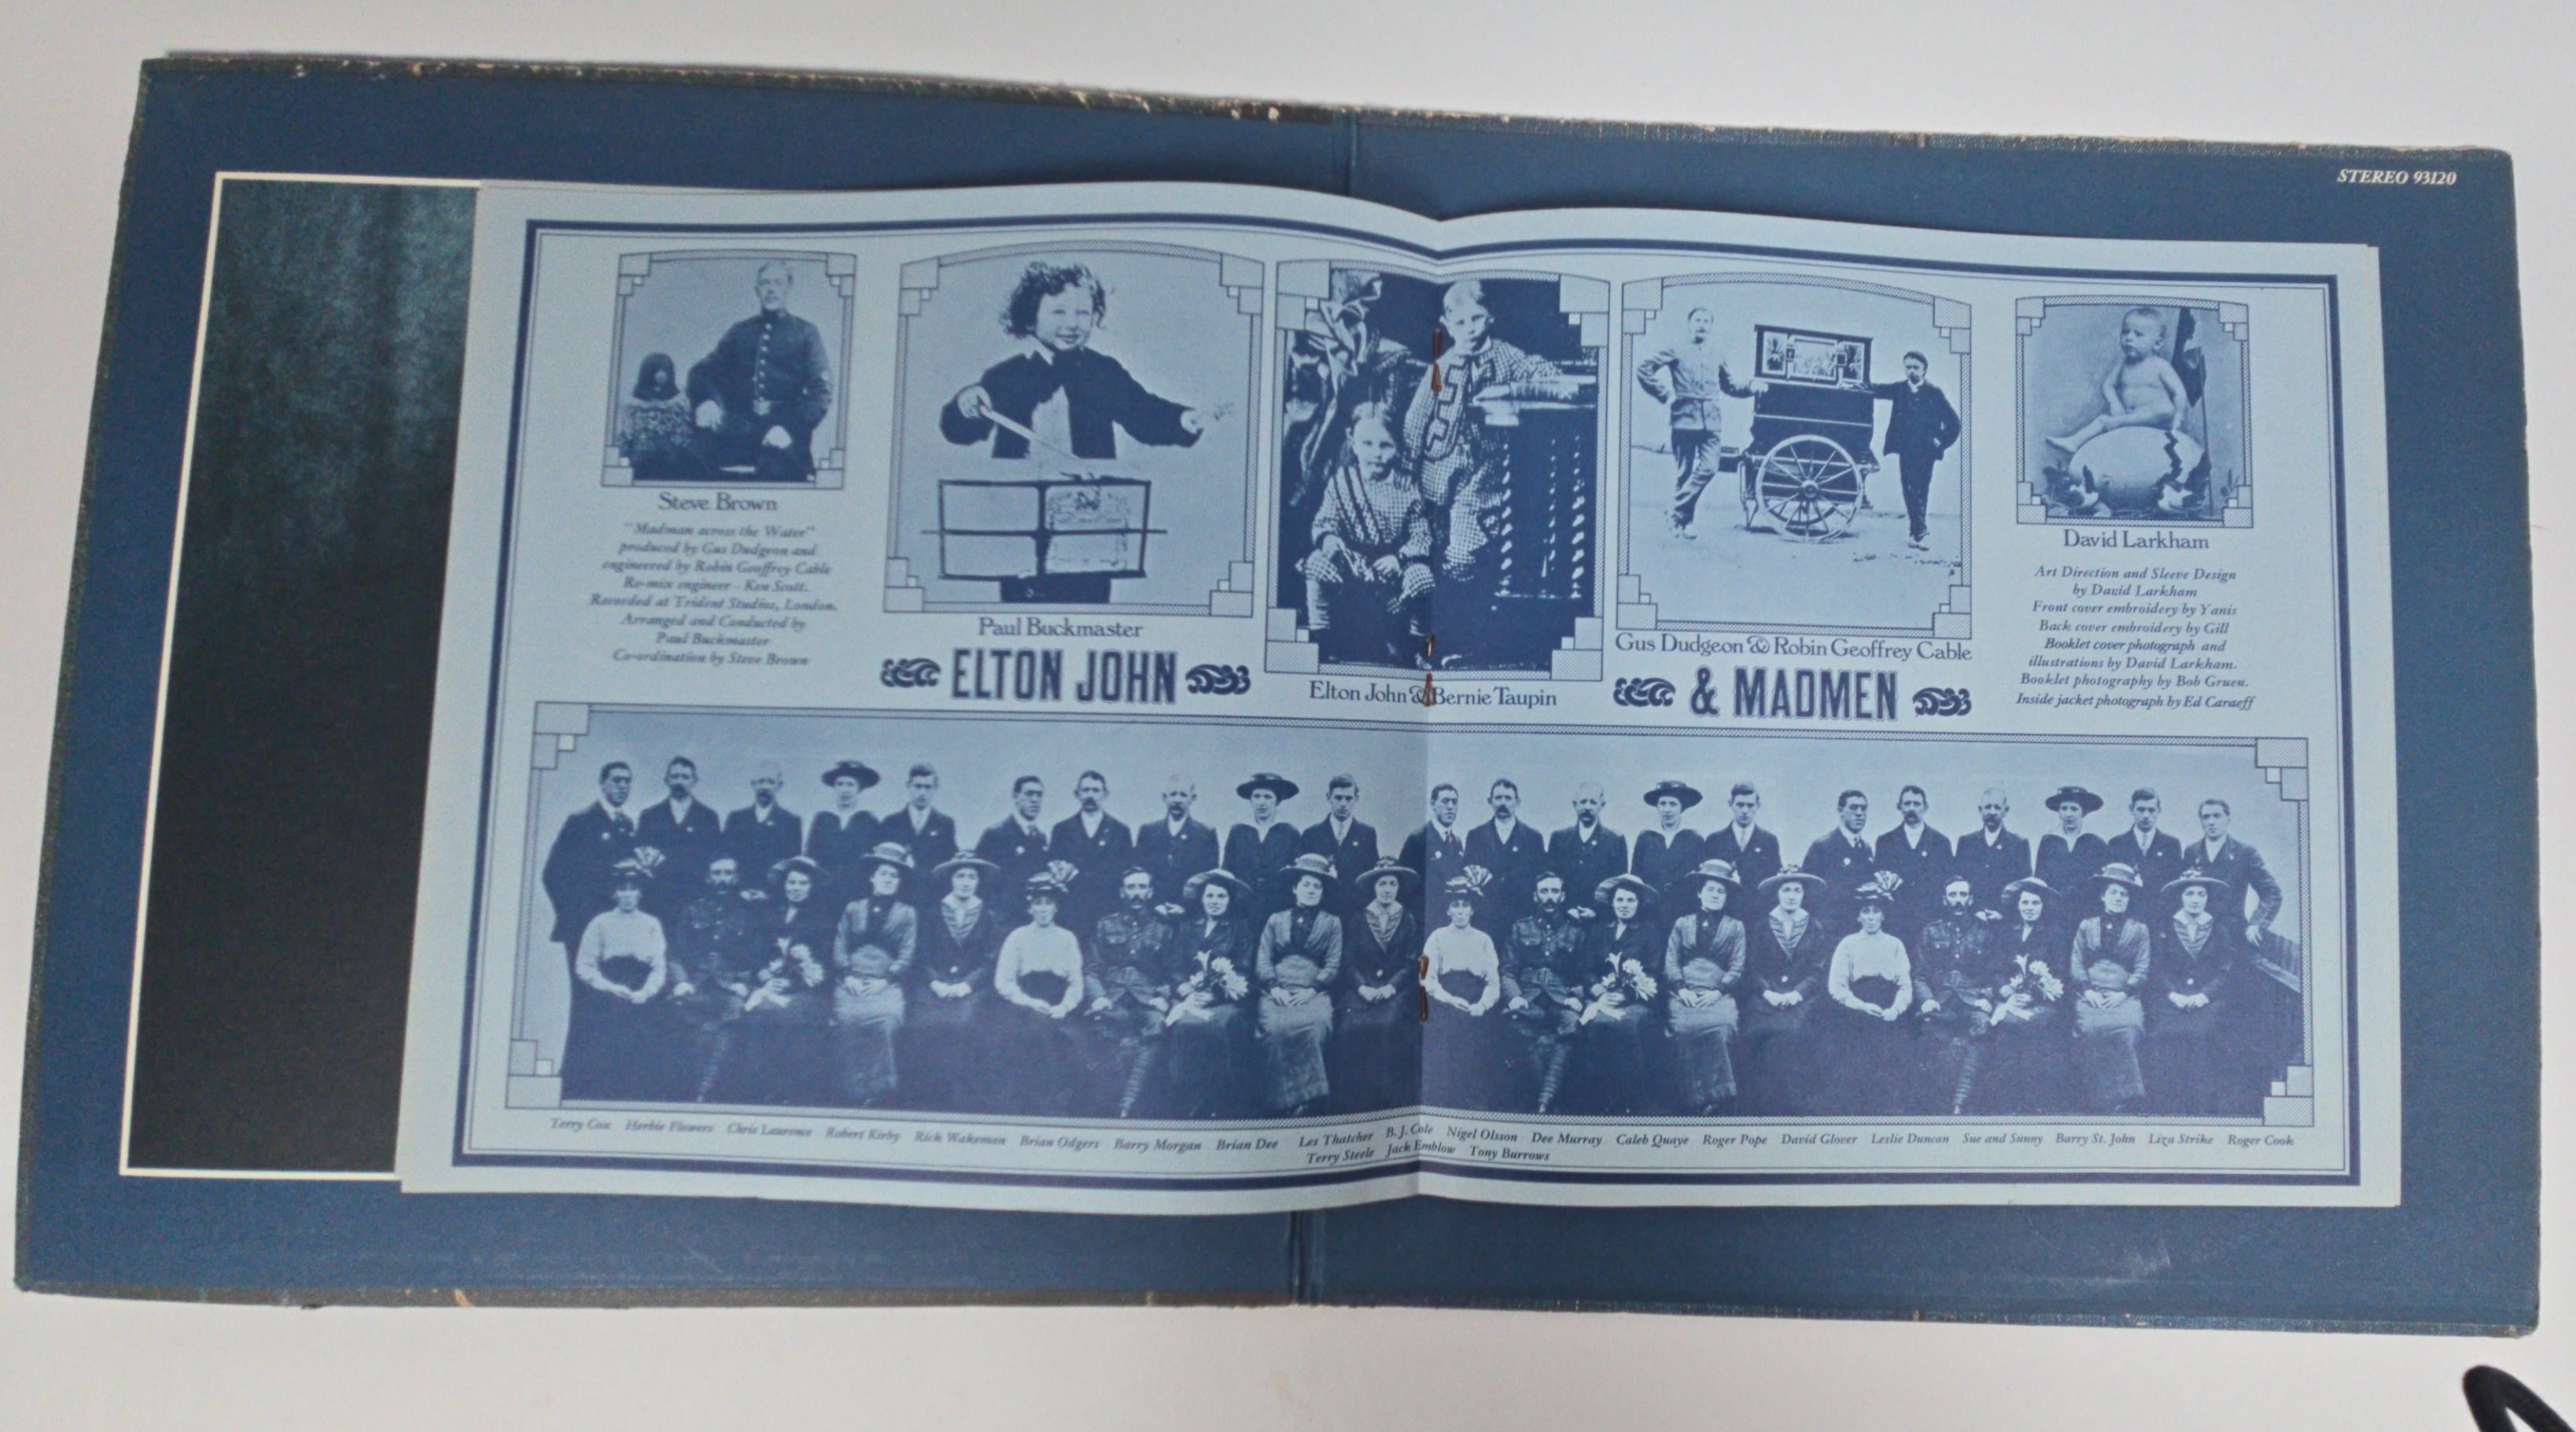 STEREO 93120
Steve Brown
"Madman across the Water"
produced by Gus Dudgeon and
engineered by Robin Geoffrey Cable
Re-mix engineer - Ken Scott.
Recorded at Trident Studios, London.
Arranged and Conducted by
Paul Buckmaster
Co-ordination by Steve Brown
Paul Buckmaster
ELTON JOHN
Elton John & Bernie Taupin
Gus Dudgeon & Robin Geoffrey Cable
& MADMEN
David Larkham
Art Direction and Sleeve Design
by David Larkham
Front cover embroidery by Yanis
Back cover embroidery by Gill
Booklet cover photograph and
illustrations by David Larkham.
Booklet photography by Bob Gruen.
Inside jacket photograph by Ed Caraeff
Terry Cox Herbie Flowers Chris Laurence Robert Kirby Rick Wakeman Brian Odgers Barry Morgan Brian Dee Les Thatcher B. J. Cole Nigel Olsson Dee Murray Caleb Quaye Roger Pope David Glover Leslie Duncan Sue and Sunny Barry St. John Liza Strike Roger Cook
Terry Steele Jack Emblow Tony Burrows